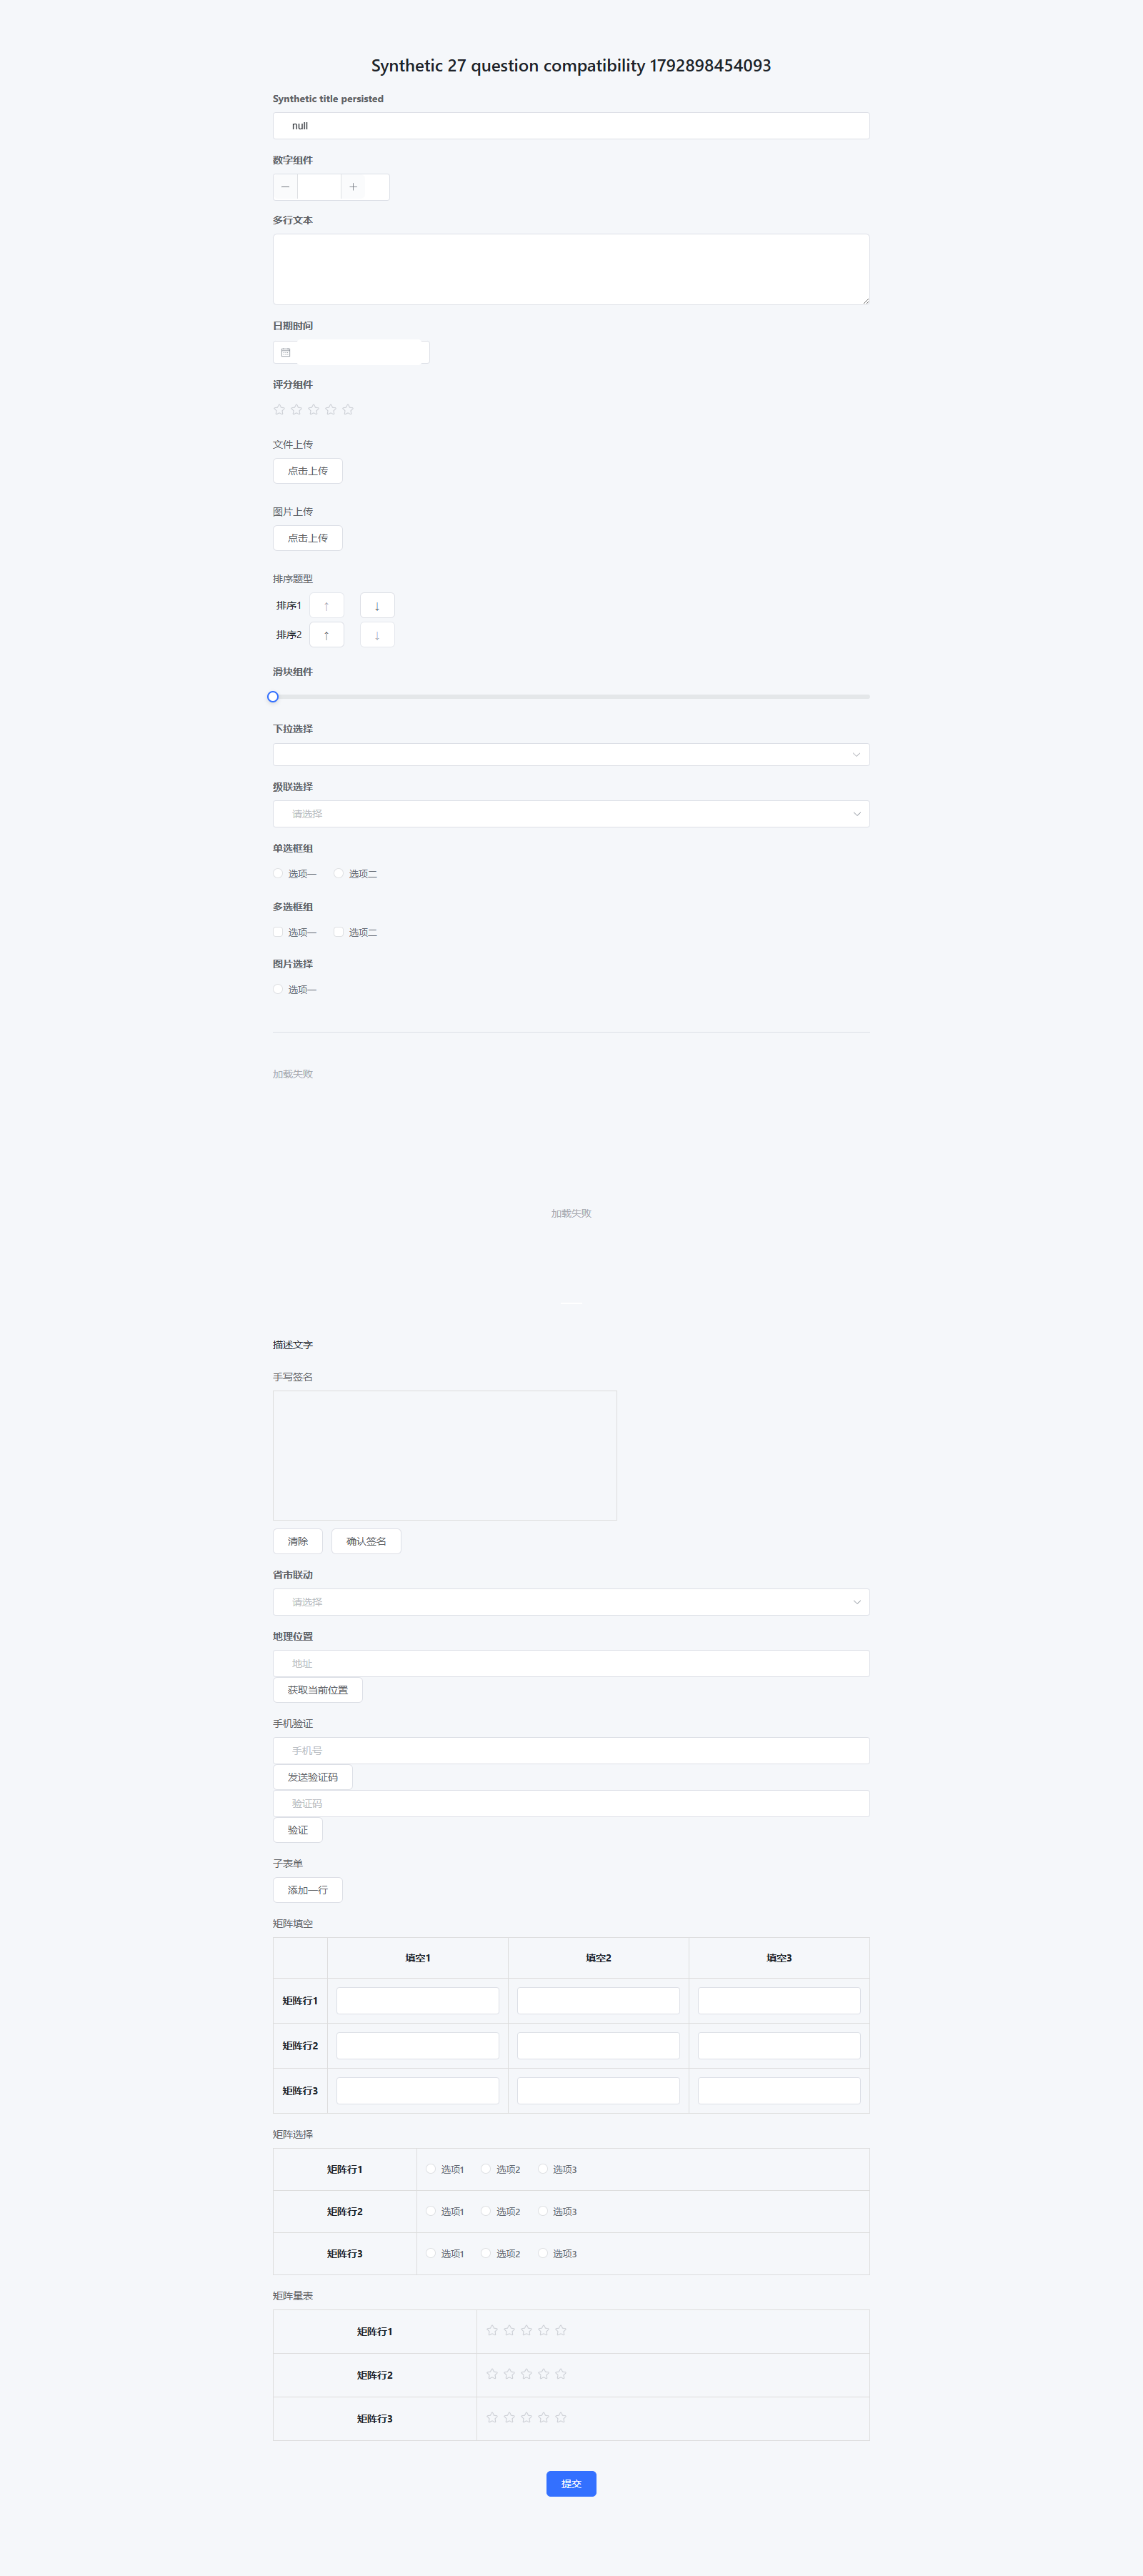 Synthetic 27 question compatibility 1792898454093
Synthetic title persisted
null
数字组件
多行文本
日期时间
评分组件
文件上传
点击上传
图片上传
点击上传
排序题型
排序1 ↑ ↓
排序2 ↑ ↓
滑块组件
下拉选择
级联选择
请选择
单选框组
选项一 选项二
多选框组
选项一 选项二
图片选择
选项一
加载失败
加载失败
描述文字
手写签名
清除 确认签名
省市联动
请选择
地理位置
地址
获取当前位置
手机验证
手机号
发送验证码
验证码
验证
子表单
添加一行
矩阵填空
填空1 填空2 填空3
矩阵行1
矩阵行2
矩阵行3
矩阵选择
矩阵行1 选项1 选项2 选项3
矩阵行2 选项1 选项2 选项3
矩阵行3 选项1 选项2 选项3
矩阵量表
矩阵行1
矩阵行2
矩阵行3
提交